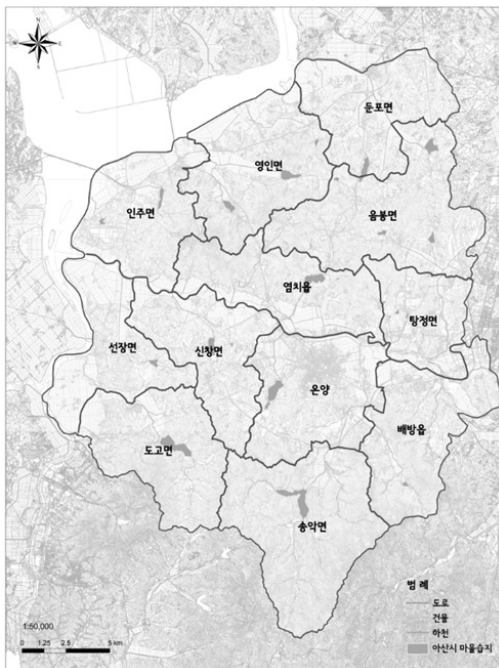 N
W
E
S
둔포면
영인면
인주면
음봉면
염치읍
탕정면
선장면
신창면
온양
배방읍
도고면
송악면
범 례
도로
건물
하천
아산시 마을습지
1:50,000
0 1.25 2.5 5 km